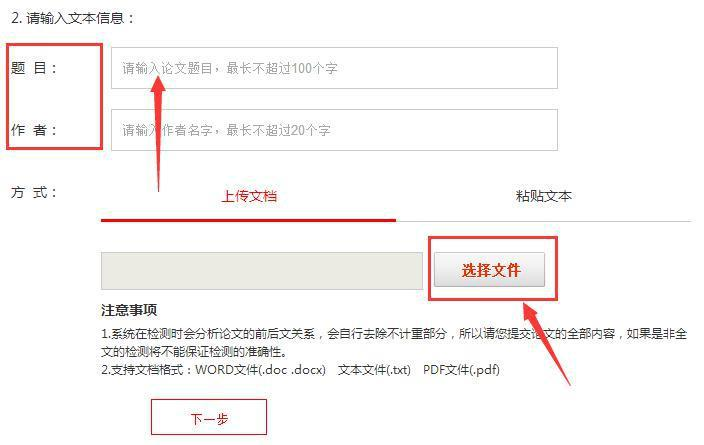 2. 请输入文本信息：
题 目： 请输入论文题目，最长不超过100个字
作 者： 请输入作者名字，最长不超过20个字
方 式： 上传文档 粘贴文本
选择文件
注意事项
1.系统在检测时会分析论文的前后文关系，会自行去除不计重部分，所以请您提交论文的全部内容，如果是非全
文的检测将不能保证检测的准确性。
2.支持文档格式：WORD文件(.doc .docx) 文本文件(.txt) PDF文件(.pdf)
下一步